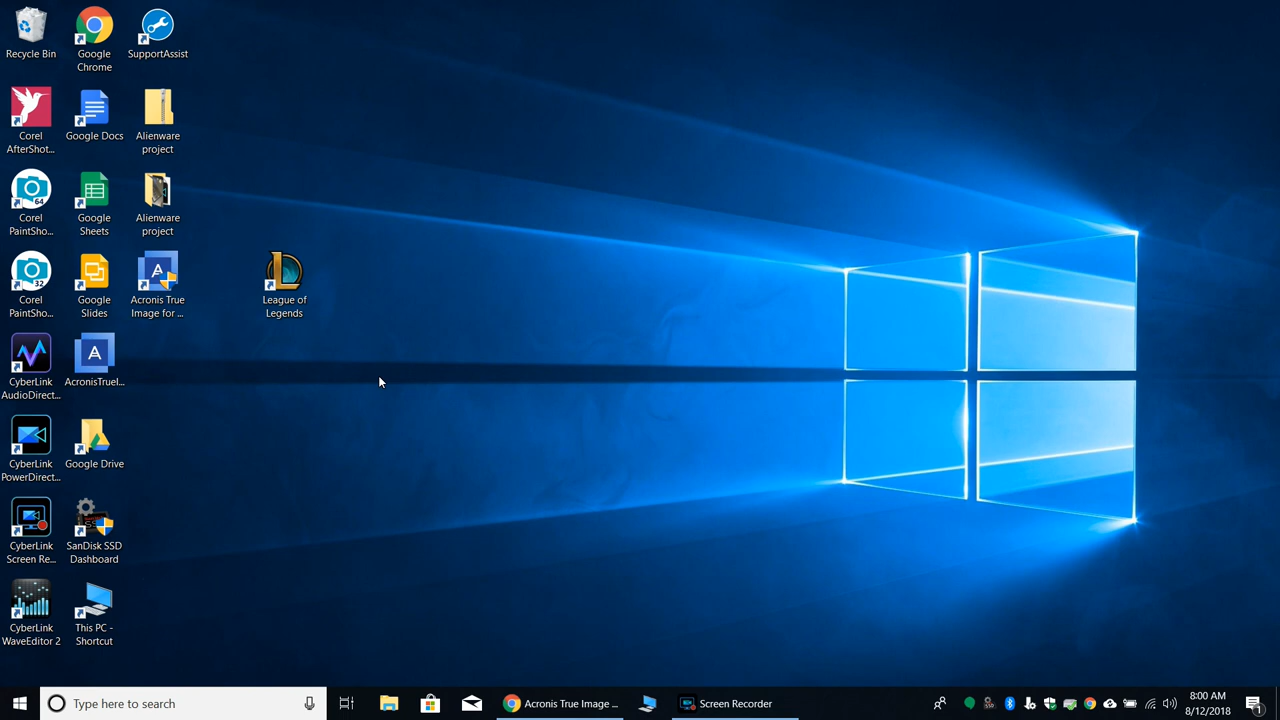 Recycle Bin
Google
Chrome
SupportAssist
Corel
AfterShot...
Google Docs
Alienware
project
Corel
PaintSho...
Google
Sheets
Alienware
project
Corel
PaintSho...
Google
Slides
Acronis True
Image for ...
League of
Legends
CyberLink
AudioDirect...
AcronisTrueI...
CyberLink
PowerDirect...
Google Drive
CyberLink
Screen Re...
SanDisk SSD
Dashboard
CyberLink
WaveEditor 2
This PC -
Shortcut
64
32
Type here to search
Acronis True Image ...
Screen Recorder
8:00 AM
8/12/2018
1